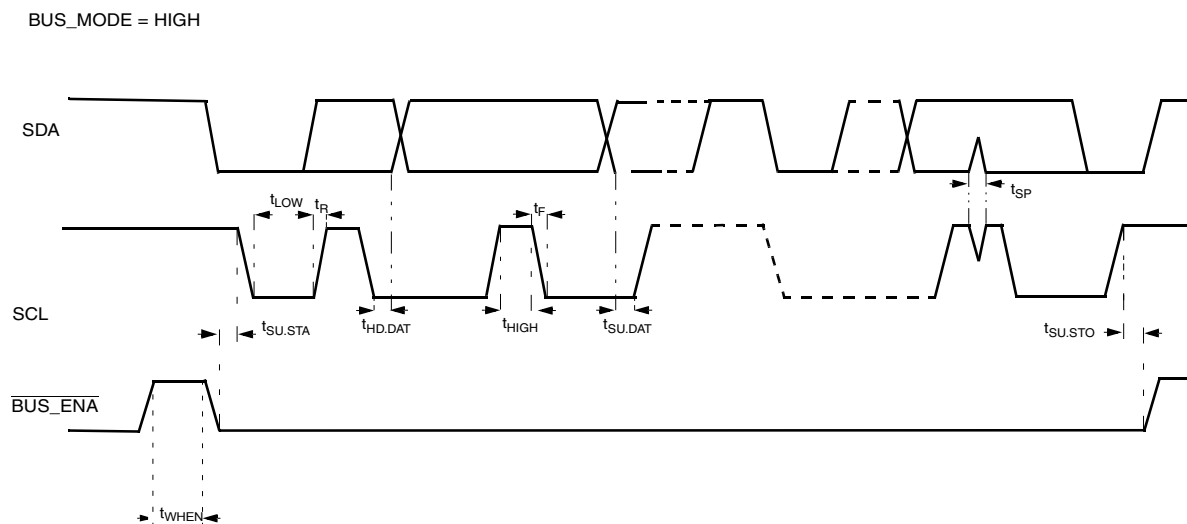 BUS_MODE = HIGH
SDA
tLOW
tR
tF
tSP
SCL
tSU.STA
tHD.DAT
tHIGH
tSU.DAT
tSU.STO
BUS_ENA
tWHEN